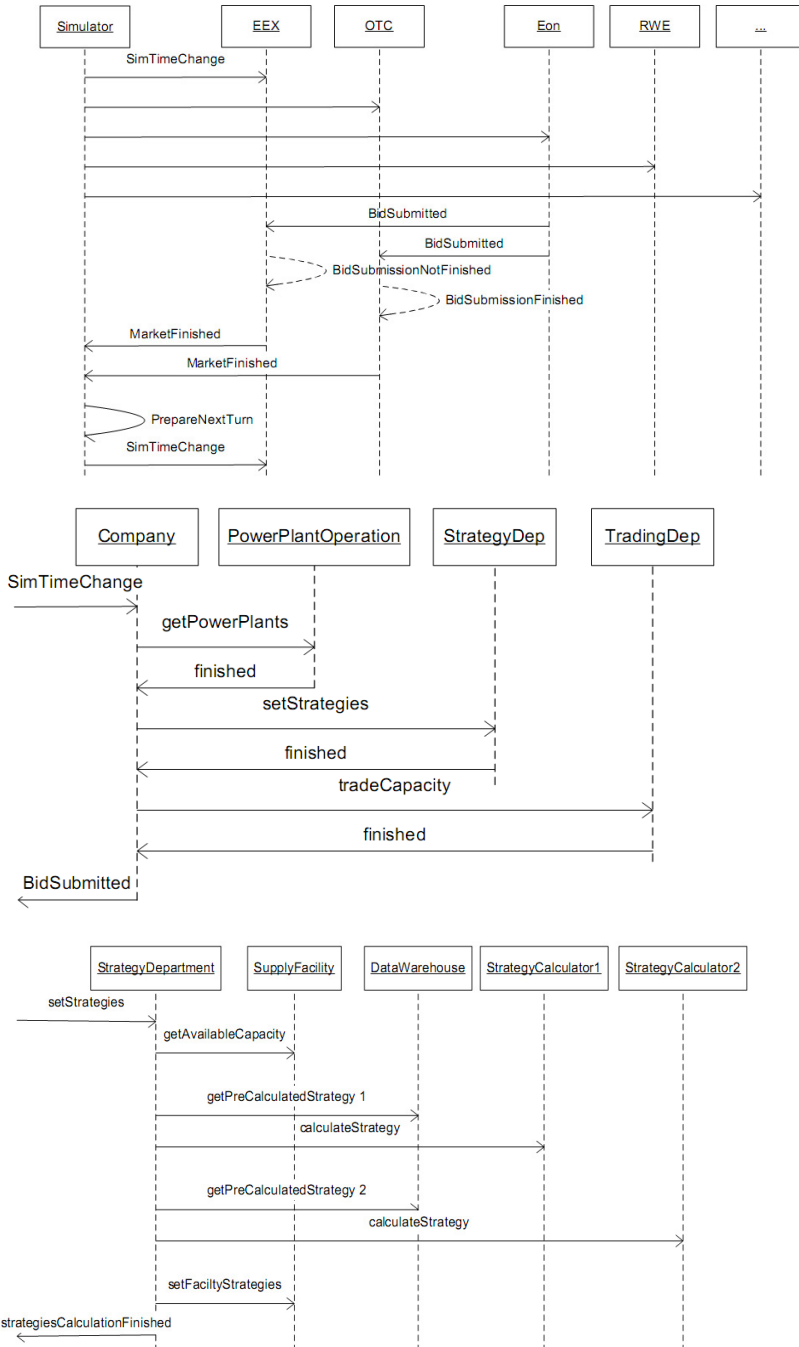 Simulator
EEX
OTC
Eon
RWE
...
SimTimeChange
BidSubmitted
BidSubmitted
BidSubmissionNotFinished
BidSubmissionFinished
MarketFinished
MarketFinished
PrepareNextTurn
SimTimeChange
Company
PowerPlantOperation
StrategyDep
TradingDep
SimTimeChange
getPowerPlants
finished
setStrategies
finished
tradeCapacity
finished
BidSubmitted
StrategyDepartment
SupplyFacility
DataWarehouse
StrategyCalculator1
StrategyCalculator2
setStrategies
getAvailableCapacity
getPreCalculatedStrategy 1
calculateStrategy
getPreCalculatedStrategy 2
calculateStrategy
setFaciltyStrategies
strategiesCalculationFinished